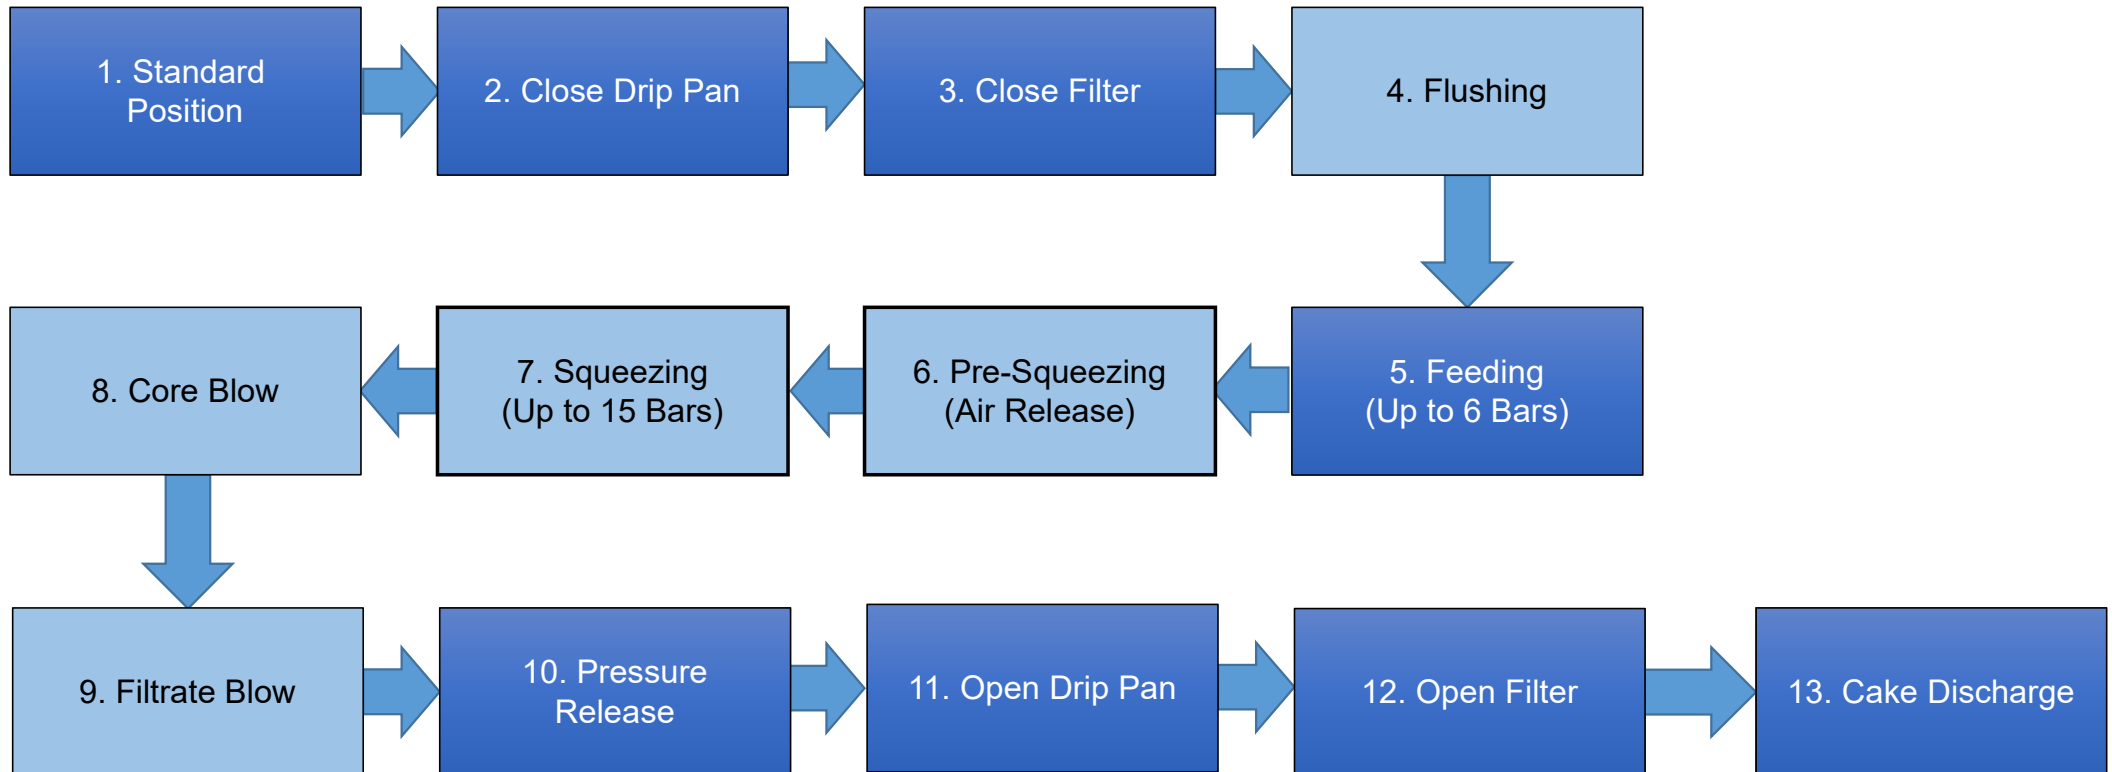 1. Standard
Position
2. Close Drip Pan
3. Close Filter
4. Flushing
5. Feeding
(Up to 6 Bars)
6. Pre-Squeezing
(Air Release)
7. Squeezing
(Up to 15 Bars)
8. Core Blow
9. Filtrate Blow
10. Pressure
Release
11. Open Drip Pan
12. Open Filter
13. Cake Discharge